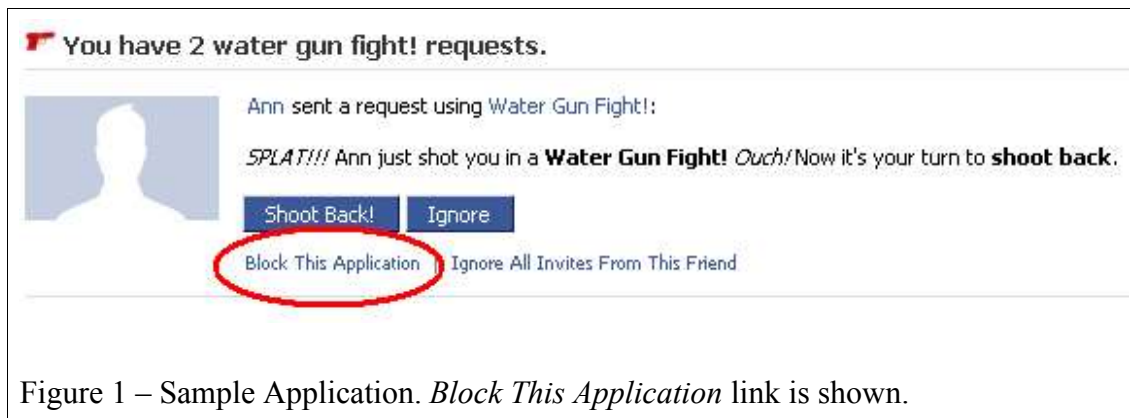 You have 2 water gun fight! requests.
Ann sent a request using Water Gun Fight!:
SPLAT!!! Ann just shot you in a Water Gun Fight! Ouch! Now it's your turn to shoot back.
Shoot Back! Ignore
Block This Application | Ignore All Invites From This Friend
Figure 1 – Sample Application. Block This Application link is shown.